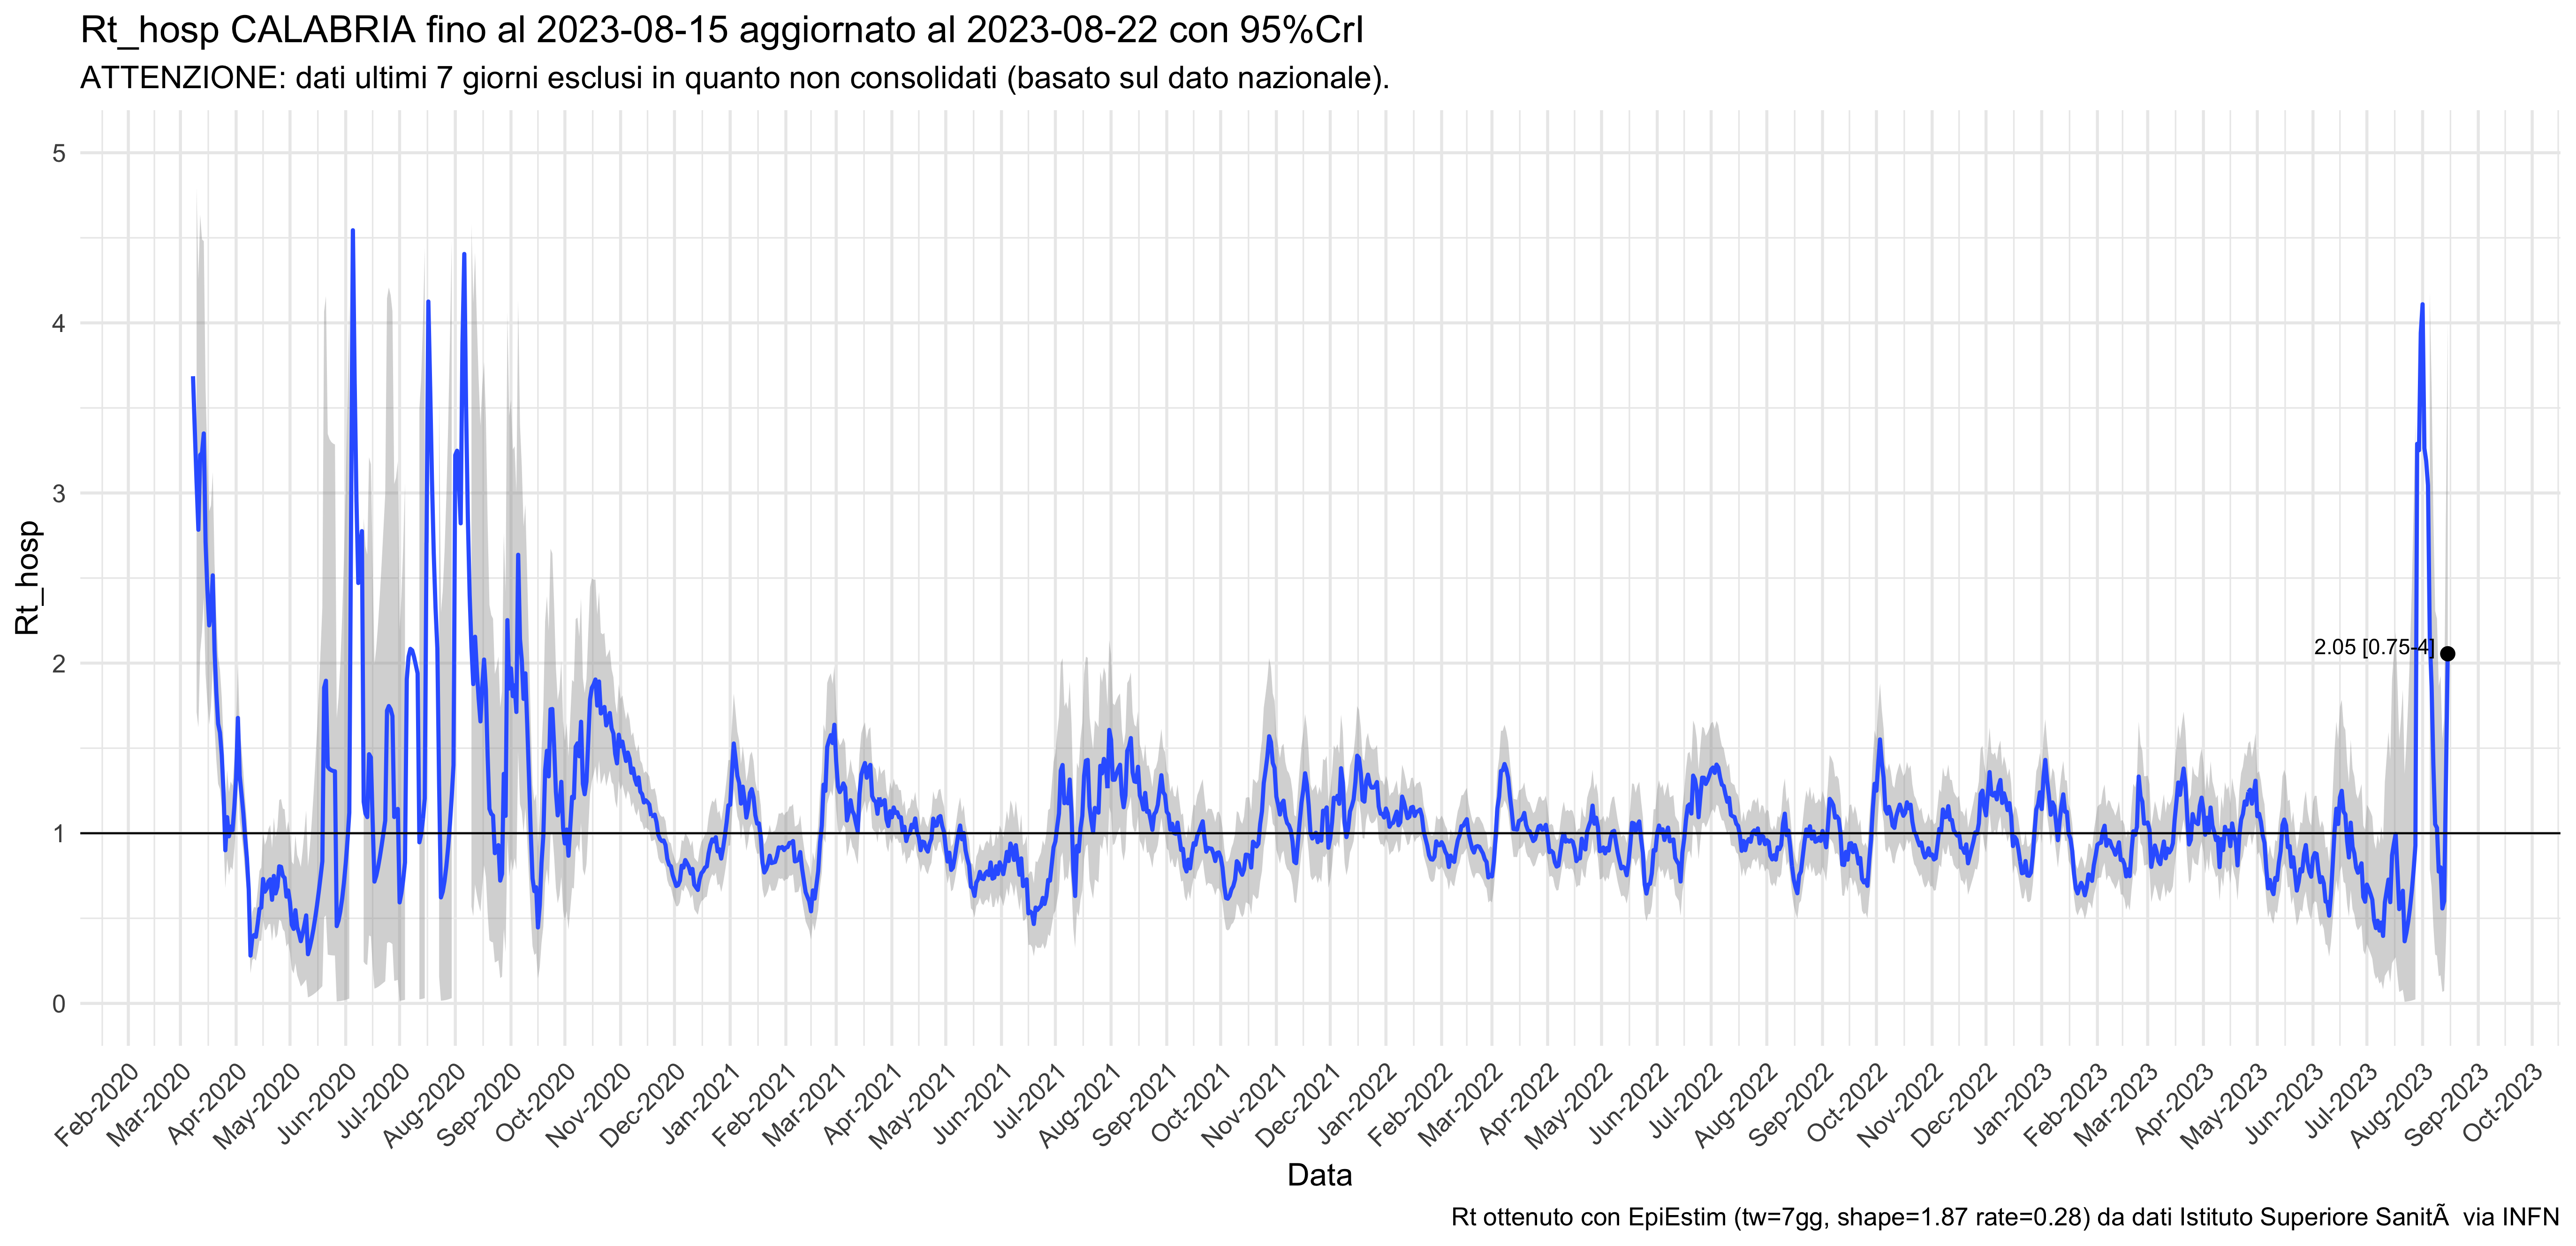 Rt_hosp CALABRIA fino al 2023-08-15 aggiornato al 2023-08-22 con 95%CrI
ATTENZIONE: dati ultimi 7 giorni esclusi in quanto non consolidati (basato sul dato nazionale).
5
4
3
2
1
0
Rt_hosp
2.05 [0.75-4]
Feb-2020
Mar-2020
Apr-2020
May-2020
Jun-2020
Jul-2020
Aug-2020
Sep-2020
Oct-2020
Nov-2020
Dec-2020
Jan-2021
Feb-2021
Mar-2021
Apr-2021
May-2021
Jun-2021
Jul-2021
Aug-2021
Sep-2021
Oct-2021
Nov-2021
Dec-2021
Jan-2022
Feb-2022
Mar-2022
Apr-2022
May-2022
Jun-2022
Jul-2022
Aug-2022
Sep-2022
Oct-2022
Nov-2022
Dec-2022
Jan-2023
Feb-2023
Mar-2023
Apr-2023
May-2023
Jun-2023
Jul-2023
Aug-2023
Sep-2023
Oct-2023
Data
Rt ottenuto con EpiEstim (tw=7gg, shape=1.87 rate=0.28) da dati Istituto Superiore SanitÃ  via INFN